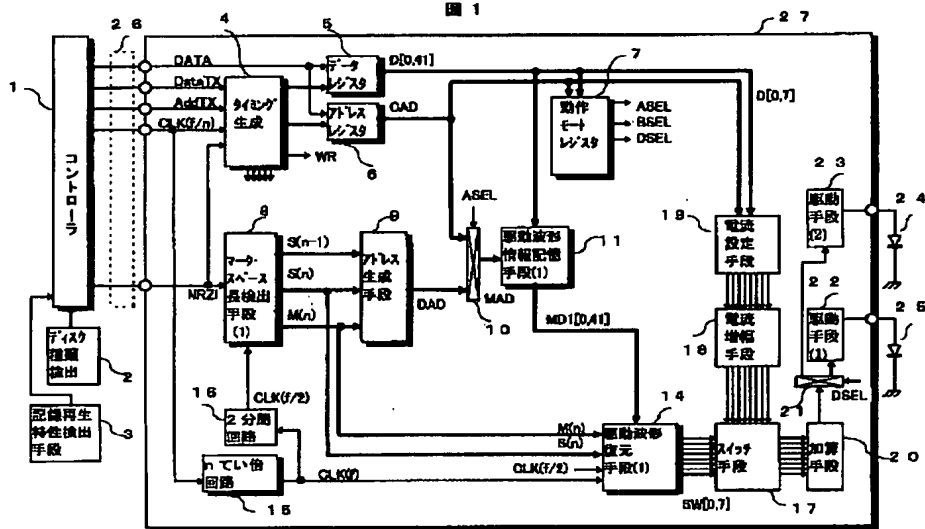 図 1
2 6
4
5
2 7
1
コントローラ
DATA
DataTX
AddTX
CLK(f/n)
タイミング
生成
データ
レジスタ
D[0,41]
アドレス
レジスタ
OAD
6
WR
7
動作
モード
レジスタ
ASEL
BSEL
DSEL
D[0,7]
2 3
駆動
手段
(2)
2 4
8
9
NRZI
マーク・
スペース
長検出
手段
(1)
S(n-1)
S(n)
M(n)
アドレス
生成
手段
DAD
ASEL
MAD
1 0
駆動波形
情報記憶
手段(1)
1 1
MD1[0,41]
1 9
電流
設定
手段
1 8
電流
増幅
手段
2 2
駆動
手段
(1)
2 5
2 1
DSEL
ディスク
種類
検出
2
記録再生
特性検出
手段
3
1 6
2分周
回路
CLK(f/2)
nてい倍
回路
1 5
CLK(f)
1 4
M(n)
S(n)
CLK(f/2)
駆動波形
復元
手段(1)
SW[0,7]
スイッチ
手段
1 7
加算
手段
2 0